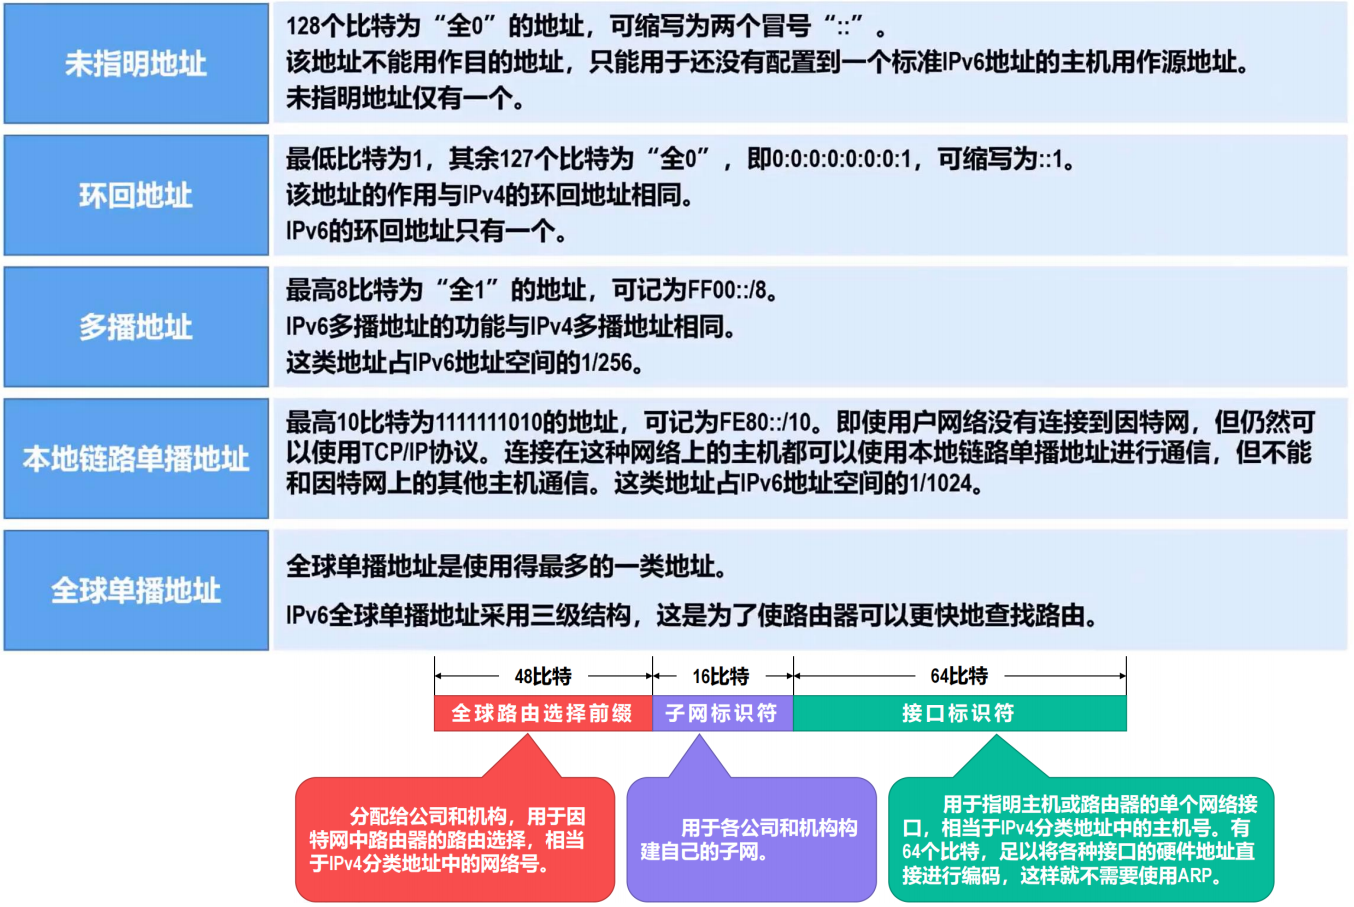 未指明地址
128个比特为“全0”的地址，可缩写为两个冒号“::”。
该地址不能用作目的地址，只能用于还没有配置到一个标准IPv6地址的主机用作源地址。
未指明地址仅有一个。
环回地址
最低比特为1，其余127个比特为“全0”，即0:0:0:0:0:0:0:1，可缩写为::1。
该地址的作用与IPv4的环回地址相同。
IPv6的环回地址只有一个。
多播地址
最高8比特为“全1”的地址，可记为FF00::/8。
IPv6多播地址的功能与IPv4多播地址相同。
这类地址占IPv6地址空间的1/256。
本地链路单播地址
最高10比特为1111111010的地址，可记为FE80::/10。即使用户网络没有连接到因特网，但仍然可
以使用TCP/IP协议。连接在这种网络上的主机都可以使用本地链路单播地址进行通信，但不能
和因特网上的其他主机通信。这类地址占IPv6地址空间的1/1024。
全球单播地址
全球单播地址是使用得最多的一类地址。
IPv6全球单播地址采用三级结构，这是为了使路由器可以更快地查找路由。
48比特
16比特
64比特
全球路由选择前缀
子网标识符
接口标识符
分配给公司和机构，用于因
特网中路由器的路由选择，相当
于IPv4分类地址中的网络号。
用于各公司和机构构
建自己的子网。
用于指明主机或路由器的单个网络接
口，相当于IPv4分类地址中的主机号。有
64个比特，足以将各种接口的硬件地址直
接进行编码，这样就不需要使用ARP。